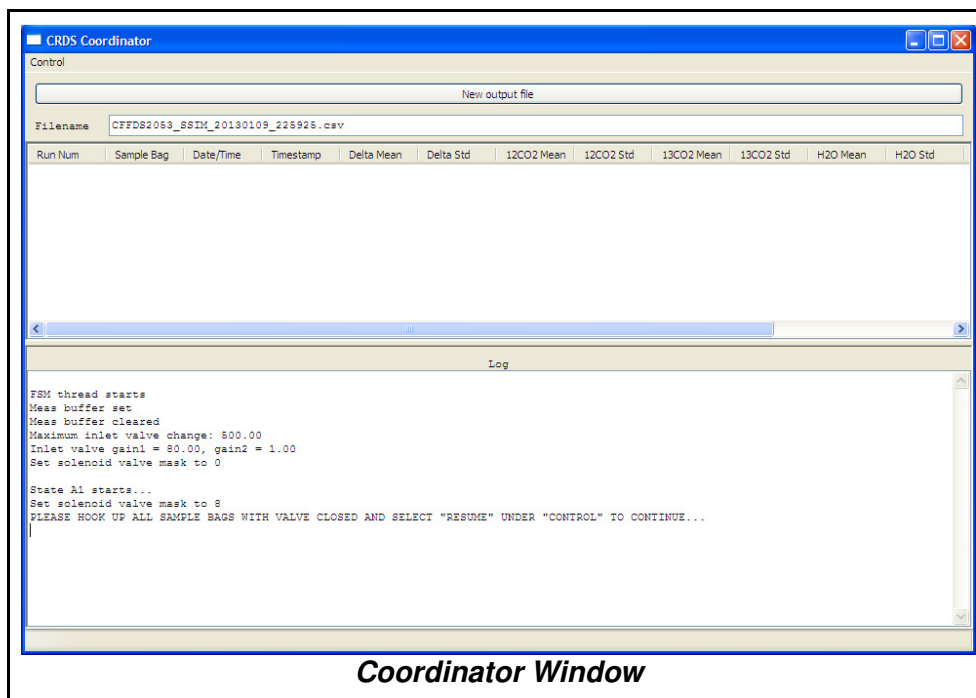 CRDS Coordinator
Control
New output file
Filename CFFDS2053_SSIM_20130109_225925.csv
Run Num Sample Bag Date/Time Timestamp Delta Mean Delta Std 12CO2 Mean 12CO2 Std 13CO2 Mean 13CO2 Std H2O Mean H2O Std
Log
FSM thread starts
Meas buffer set
Meas buffer cleared
Maximum inlet valve change: 500.00
Inlet valve gain1 = 80.00, gain2 = 1.00
Set solenoid valve mask to 0
State A1 starts...
Set solenoid valve mask to 8
PLEASE HOOK UP ALL SAMPLE BAGS WITH VALVE CLOSED AND SELECT "RESUME" UNDER "CONTROL" TO CONTINUE...
Coordinator Window